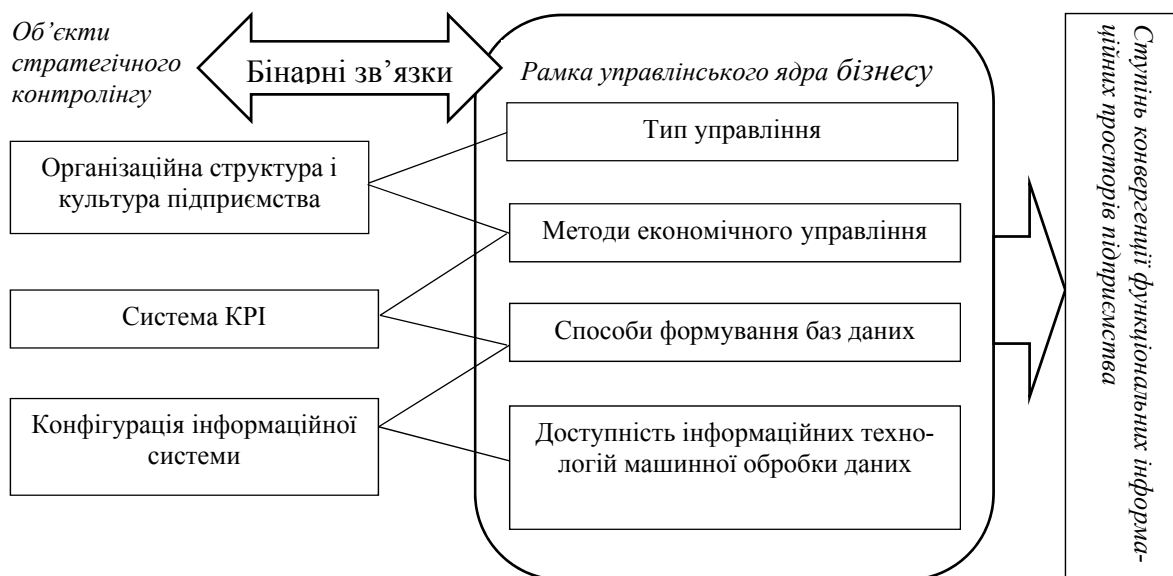 Об’єкти
стратегічного
контролінгу
Бінарні зв’язки
Рамка управлінського ядра бізнесу
Тип управління
Організаційна структура і
культура підприємства
Методи економічного управління
Система КРІ
Способи формування баз даних
Конфігурація інформаційної
системи
Доступність інформаційних техно-
логій машинної обробки даних
Ступінь конвергенції функціональних інформа-
ційних просторів підприємства